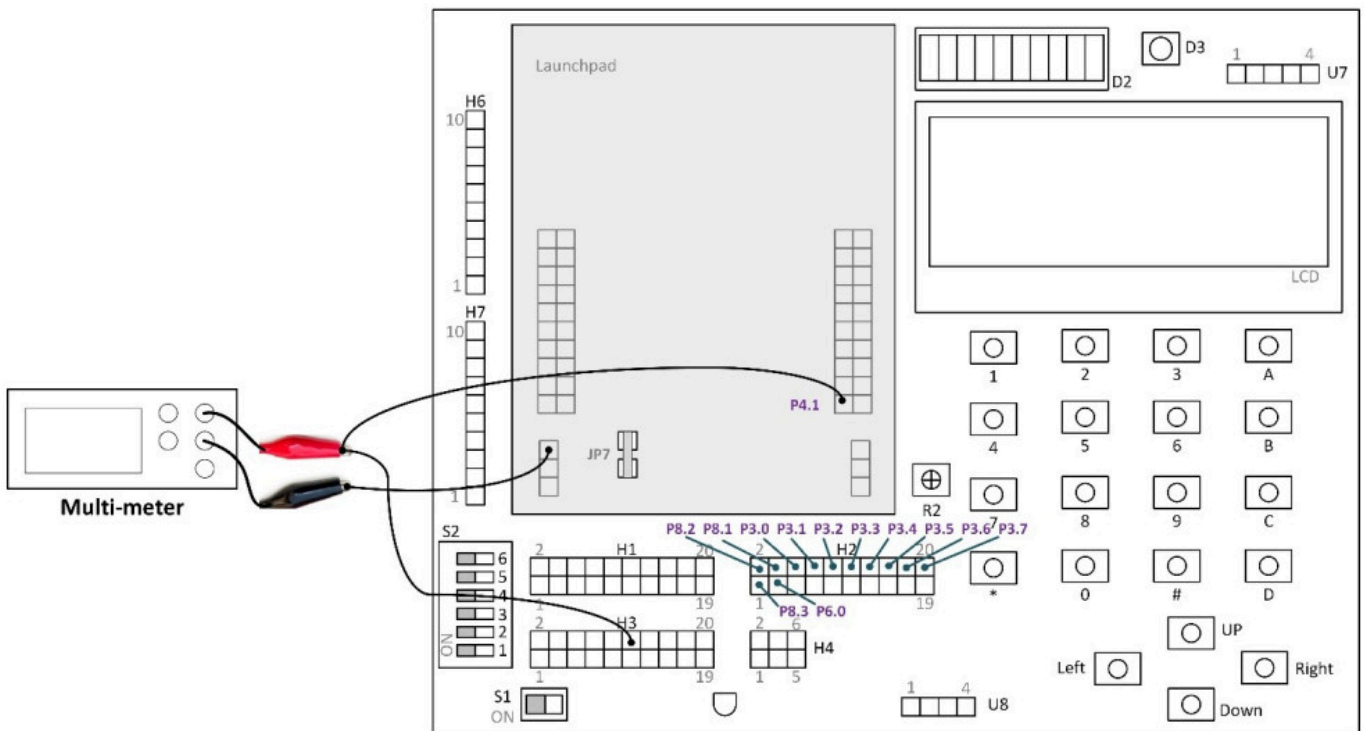 Launchpad
D3
1 4
U7
D2
H6
10
1
LCD
H7
10
1
1 2 3 A
P4.1
4 5 6 B
JP7
Multi-meter
R2
7 8 9 C
S2
P8.2 P8.1 P3.0 P3.1 P3.2 P3.3 P3.4 P3.5 P3.6 P3.7
2 H1 20
2 H2 20
6
5
4
3
2
1
ON
* 0 # D
1 19
1 19
P8.3 P6.0
2 H3 20
2 6
H4
1 19
1 5
UP
Left
Right
Down
S1
ON
1 4
U8